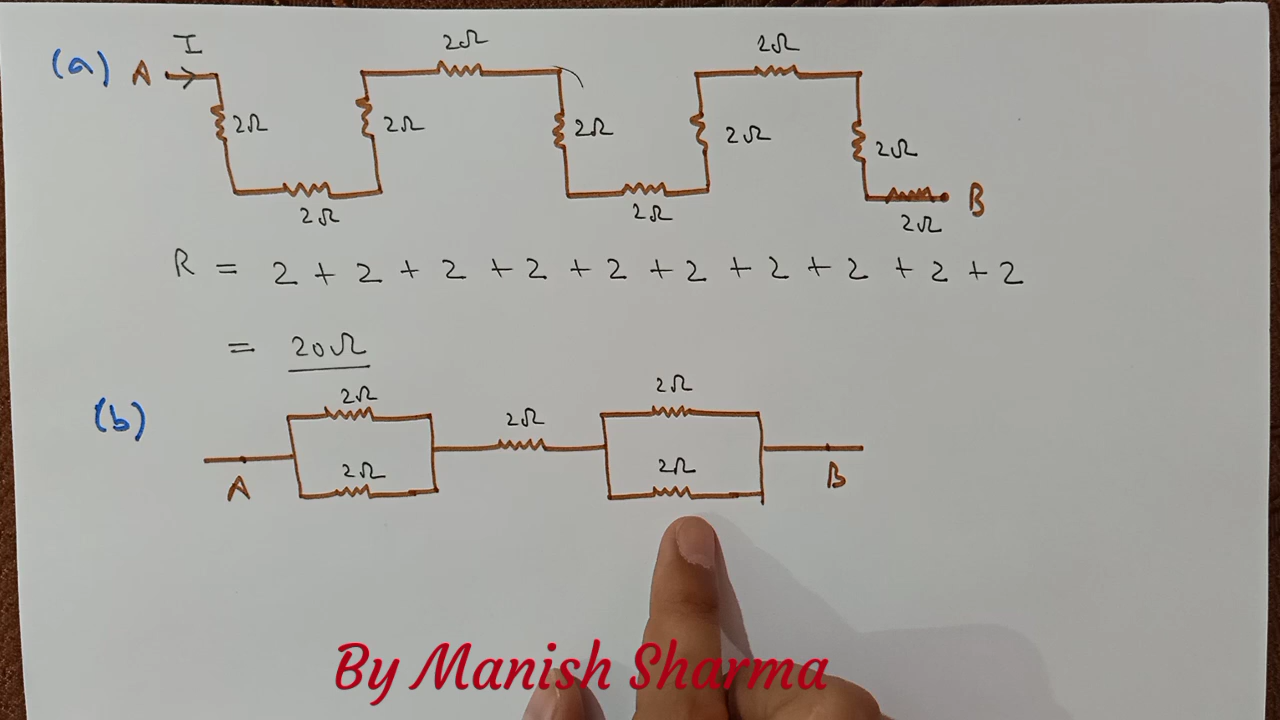 (a) A I 2Ω 2Ω
2Ω 2Ω 2Ω 2Ω 2Ω
2Ω 2Ω 2Ω B
R = 2 + 2 + 2 + 2 + 2 + 2 + 2 + 2 + 2 + 2
= 20Ω
(b) 2Ω 2Ω 2Ω
A 2Ω 2Ω B
By Manish Sharma